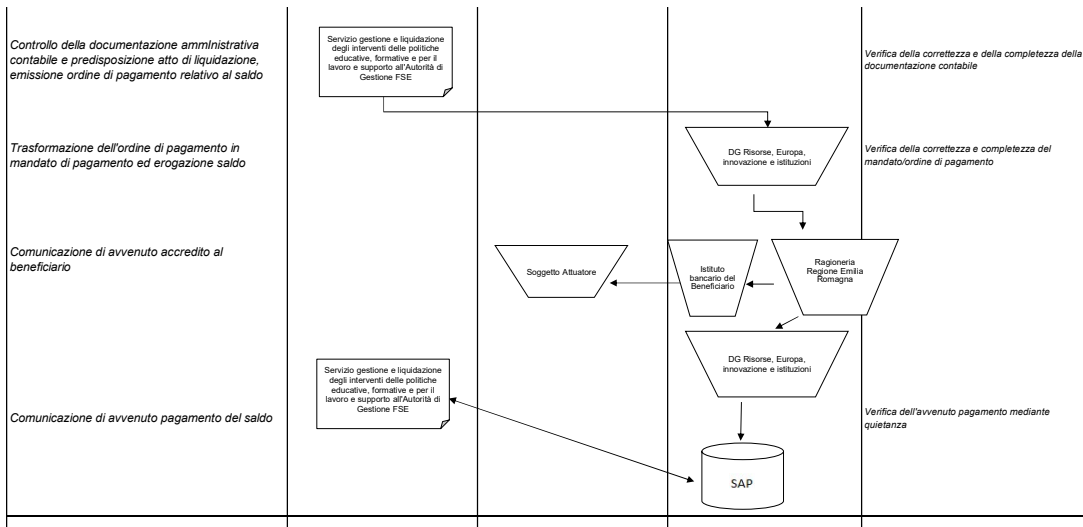 Controllo della documentazione ammInistrativa
contabile e predisposizione atto di liquidazione,
emissione ordine di pagamento relativo al saldo
Servizio gestione e liquidazione
degli interventi delle politiche
educative, formative e per il
lavoro e supporto all'Autorità di
Gestione FSE
Verifica della correttezza e della completezza della
documentazione contabile
Trasformazione dell'ordine di pagamento in
mandato di pagamento ed erogazione saldo
DG Risorse, Europa,
innovazione e istituzioni
Verifica della correttezza e completezza del
mandato/ordine di pagamento
Comunicazione di avvenuto accredito al
beneficiario
Soggetto Attuatore
Istituto
bancario del
Beneficiario
Ragioneria
Regione Emilia
Romagna
DG Risorse, Europa,
innovazione e istituzioni
Comunicazione di avvenuto pagamento del saldo
Servizio gestione e liquidazione
degli interventi delle politiche
educative, formative e per il
lavoro e supporto all'Autorità di
Gestione FSE
Verifica dell'avvenuto pagamento mediante
quietanza
SAP